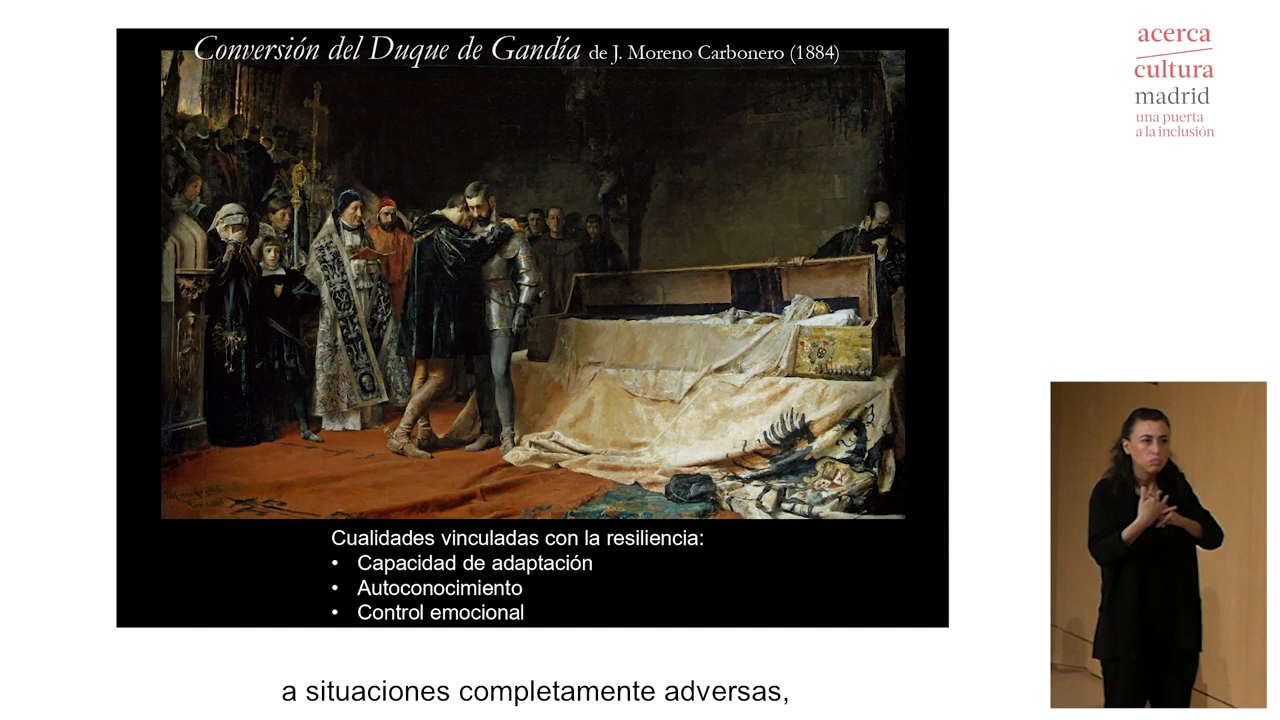 Conversión del Duque de Gandía de J. Moreno Carbonero (1884)
acerca
cultura
madrid
una puerta
a la inclusión
Cualidades vinculadas con la resiliencia:
• Capacidad de adaptación
• Autoconocimiento
• Control emocional
a situaciones completamente adversas,